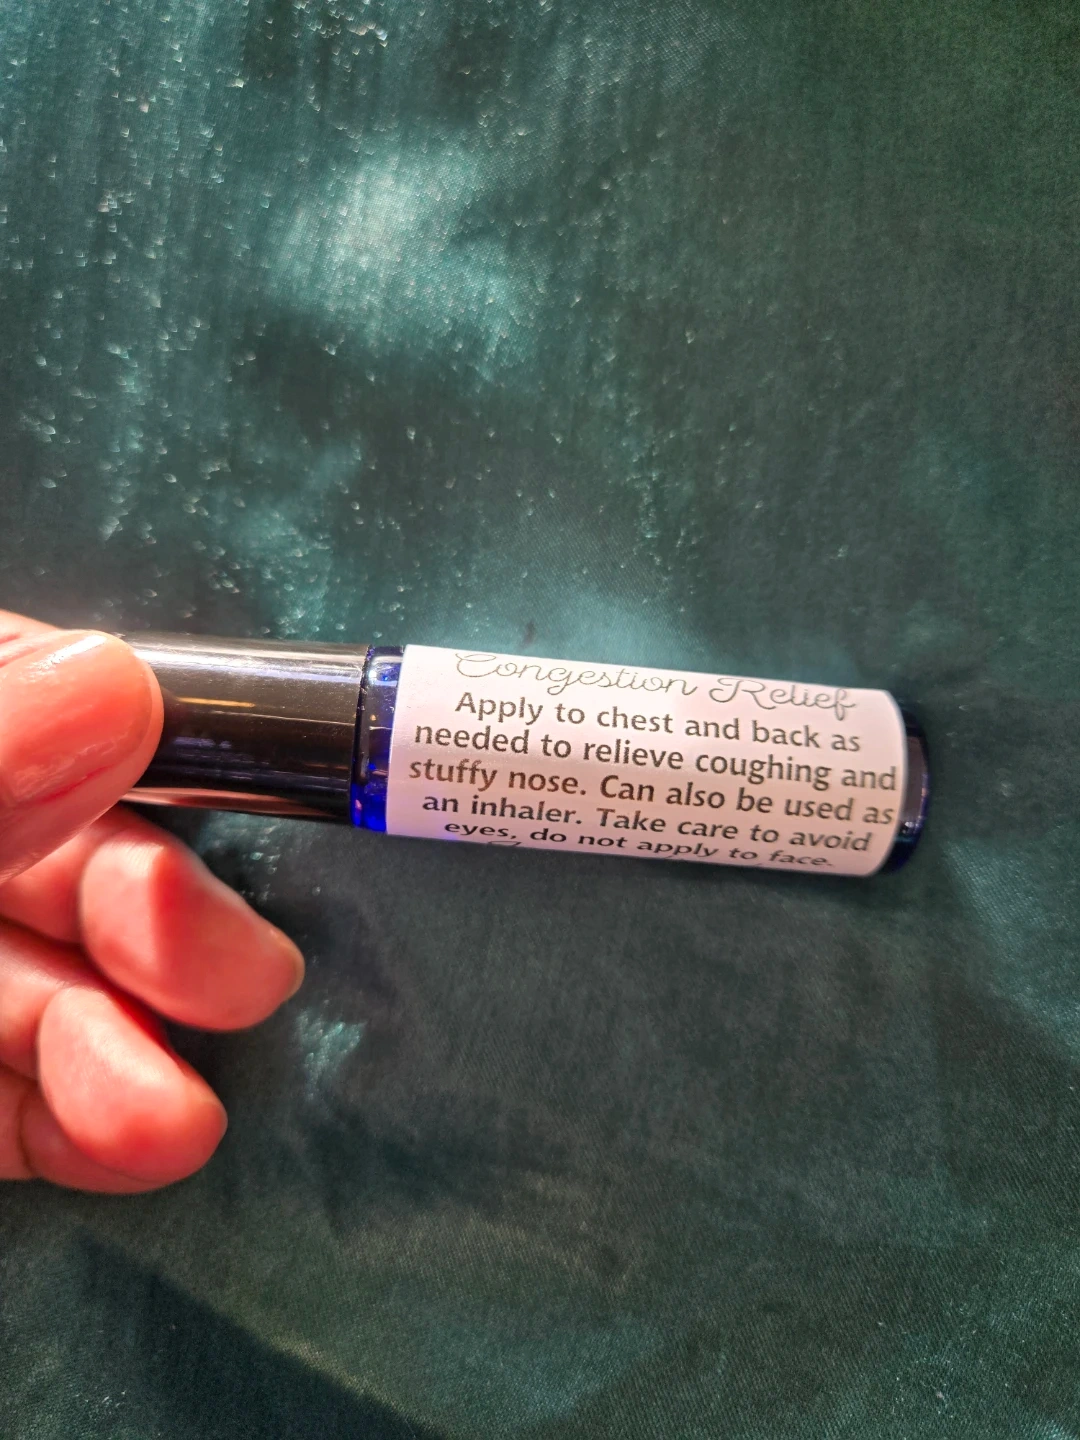 Congestion Relief
Apply to chest and back as
needed to relieve coughing and
stuffy nose. Can also be used as
an inhaler. Take care to avoid
eyes, do not apply to face.